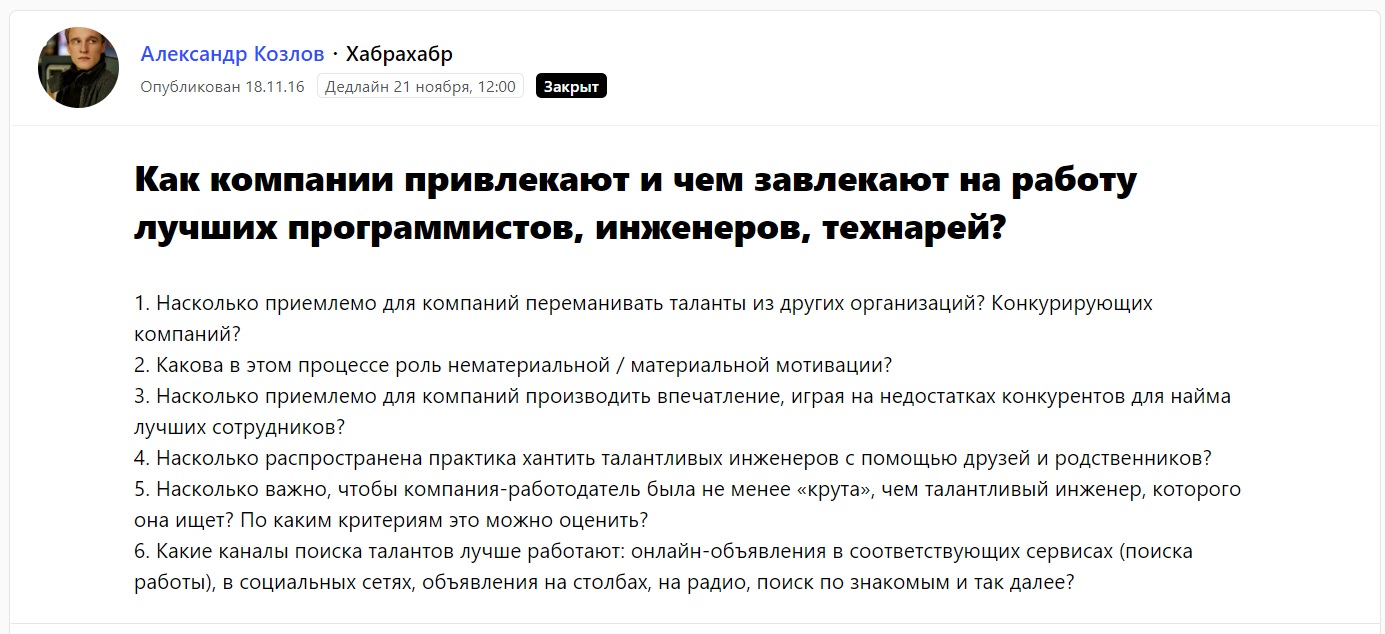 Александр Козлов · Хабрахабр
Опубликован 18.11.16 Дедлайн 21 ноября, 12:00 Закрыт
Как компании привлекают и чем завлекают на работу
лучших программистов, инженеров, технарей?
1. Насколько приемлемо для компаний переманивать таланты из других организаций? Конкурирующих
компаний?
2. Какова в этом процессе роль нематериальной / материальной мотивации?
3. Насколько приемлемо для компаний производить впечатление, играя на недостатках конкурентов для найма
лучших сотрудников?
4. Насколько распространена практика хантить талантливых инженеров с помощью друзей и родственников?
5. Насколько важно, чтобы компания-работодатель была не менее «крута», чем талантливый инженер, которого
она ищет? По каким критериям это можно оценить?
6. Какие каналы поиска талантов лучше работают: онлайн-объявления в соответствующих сервисах (поиска
работы), в социальных сетях, объявления на столбах, на радио, поиск по знакомым и так далее?